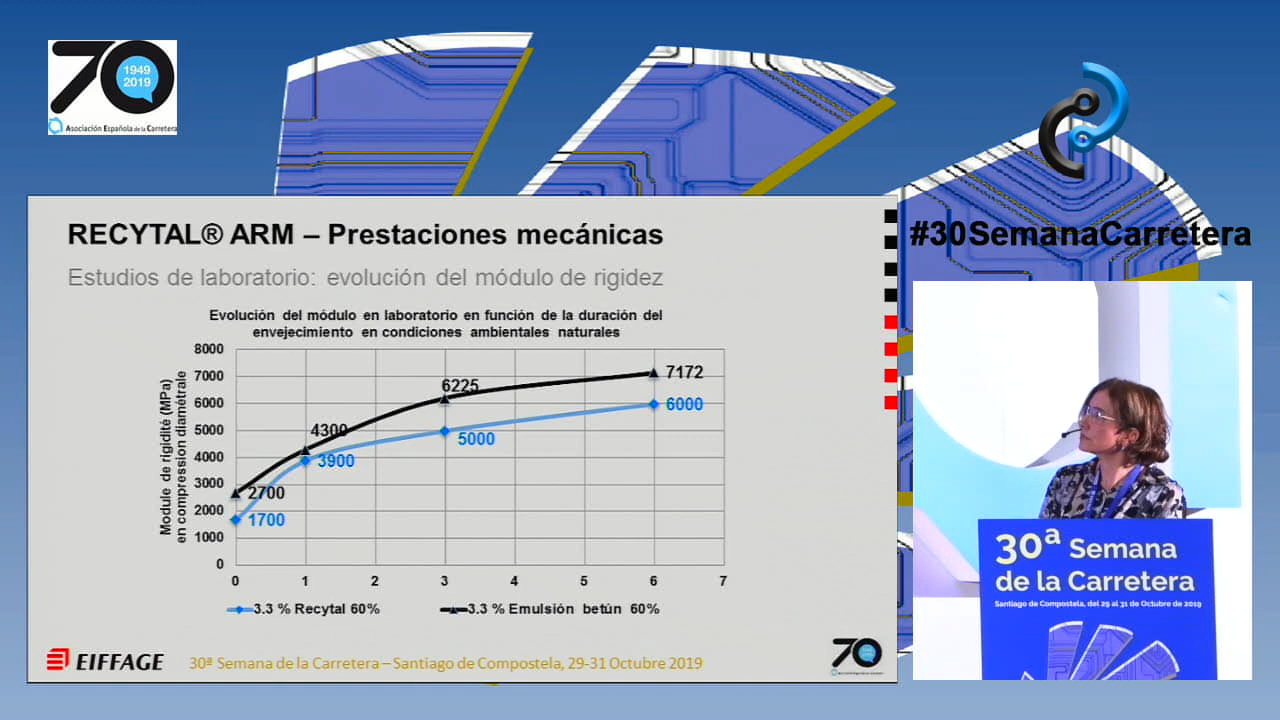 70
1949
2019
Asociación Española de la Carretera
#30SemanaCarretera
RECYTAL® ARM – Prestaciones mecánicas
Estudios de laboratorio: evolución del módulo de rigidez
Evolución del módulo en laboratorio en función de la duración del
envejecimiento en condiciones ambientales naturales
Module de rigidité (MPa)
en compression diamétrale
8000
7000
6000
5000
4000
3000
2000
1000
0
0 1 2 3 4 5 6 7
2700
4300
6225
7172
1700
3900
5000
6000
3.3 % Recytal 60%
3.3 % Emulsión betún 60%
EIFFAGE
30ª Semana de la Carretera – Santiago de Compostela, 29-31 Octubre 2019
70
30ª Semana
de la Carretera
Santiago de Compostela, del 29 al 31 de Octubre de 2019